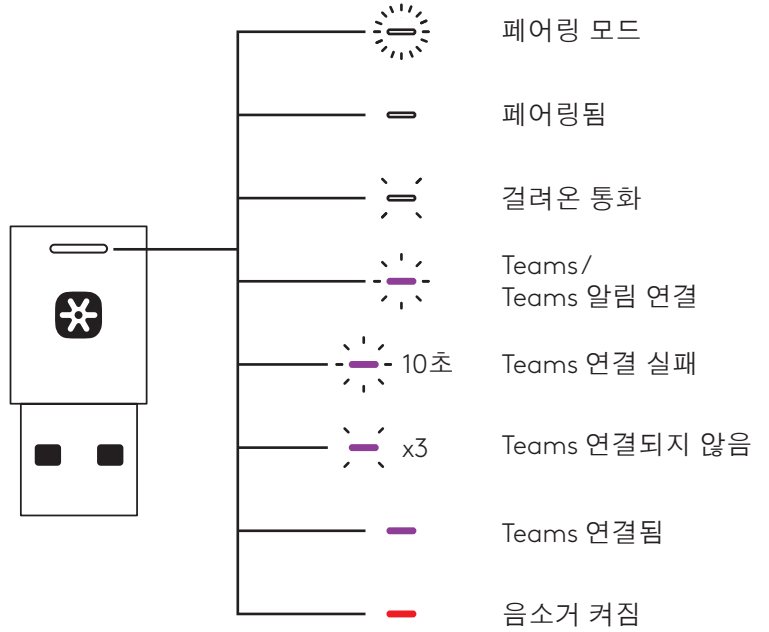 페어링 모드
페어링됨
걸려온 통화
Teams/
Teams 알림 연결
10초 Teams 연결 실패
x3 Teams 연결되지 않음
Teams 연결됨
음소거 켜짐